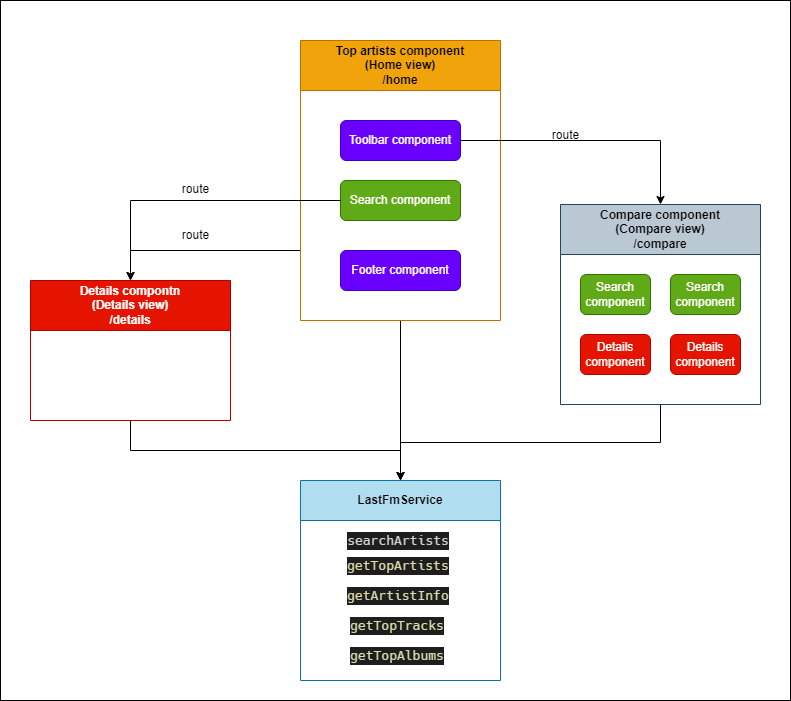 Top artists component
(Home view)
/home
Toolbar component
route
route
Search component
Compare component
(Compare view)
/compare
route
Footer component
Details compontn
(Details view)
/details
Search
component
Search
component
Details
component
Details
component
LastFmService
searchArtists
getTopArtists
getArtistInfo
getTopTracks
getTopAlbums